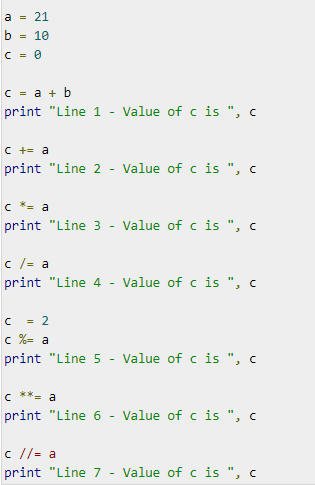 a = 21
b = 10
c = 0
c = a + b
print "Line 1 - Value of c is ", c
c += a
print "Line 2 - Value of c is ", c
c *= a
print "Line 3 - Value of c is ", c
c /= a
print "Line 4 - Value of c is ", c
c  = 2
c %= a
print "Line 5 - Value of c is ", c
c **= a
print "Line 6 - Value of c is ", c
c //= a
print "Line 7 - Value of c is ", c